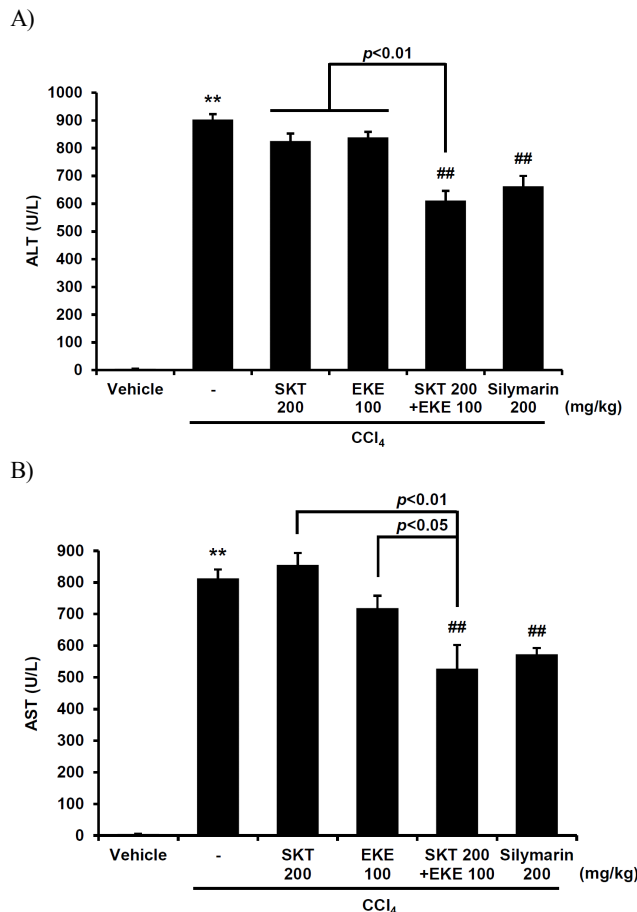 A)
p<0.01
1000
900
800
700
600
500
400
300
200
100
0
ALT (U/L)
**
##
##
Vehicle - SKT EKE SKT 200 Silymarin
200 100 +EKE 100 200 (mg/kg)
CCl4
B)
p<0.01
p<0.05
900
800
700
600
500
400
300
200
100
0
AST (U/L)
**
##
##
Vehicle - SKT EKE SKT 200 Silymarin
200 100 +EKE 100 200 (mg/kg)
CCl4